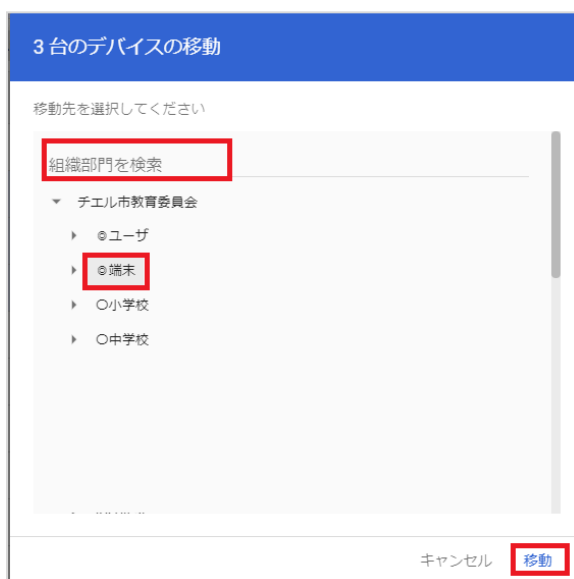 3 台のデバイスの移動
移動先を選択してください
組織部門を検索
チエル市教育委員会
◎ユーザ
◎端末
〇小学校
〇中学校
キャンセル 移動